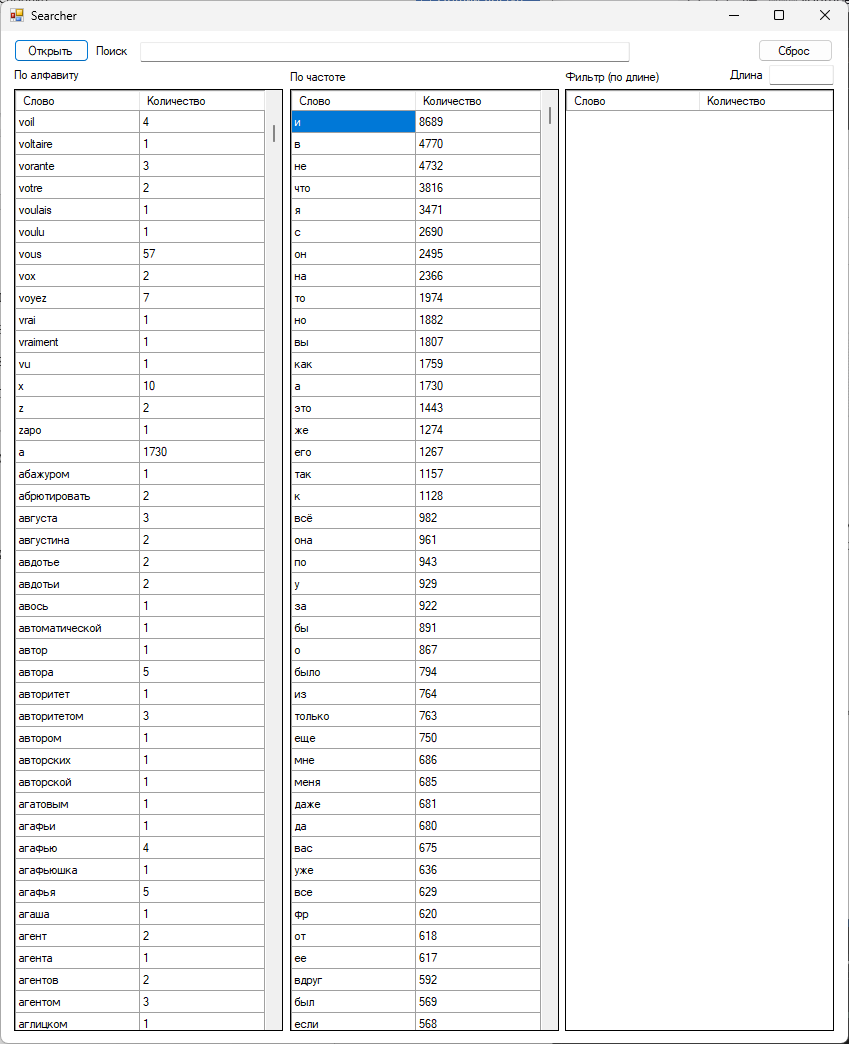 Searcher
Открыть Поиск Сброс
По алфавиту По частоте Фильтр (по длине) Длина
Слово Количество Слово Количество Слово Количество
voil 4 и 8689
voltaire 1 в 4770
vorante 3 не 4732
votre 2 что 3816
voulais 1 я 3471
voulu 1 с 2690
vous 57 он 2495
vox 2 на 2366
voyez 7 то 1974
vrai 1 но 1882
vraiment 1 вы 1807
vu 1 как 1759
x 10 а 1730
z 2 это 1443
zapo 1 же 1274
а 1730 его 1267
абажуром 1 так 1157
абрютировать 2 к 1128
августа 3 всё 982
августина 2 она 961
авдотье 2 по 943
авдотьи 2 у 929
авось 1 за 922
автоматической 1 бы 891
автор 1 о 867
автора 5 было 794
авторитет 1 из 764
авторитетом 3 только 763
автором 1 еще 750
авторских 1 мне 686
авторской 1 меня 685
агатовым 1 даже 681
агафьи 1 да 680
агафью 4 вас 675
агафьюшка 1 уже 636
агафья 5 все 629
агаша 1 фр 620
агент 2 от 618
агента 1 ее 617
агентов 2 вдруг 592
агентом 3 был 569
аглицком 1 если 568